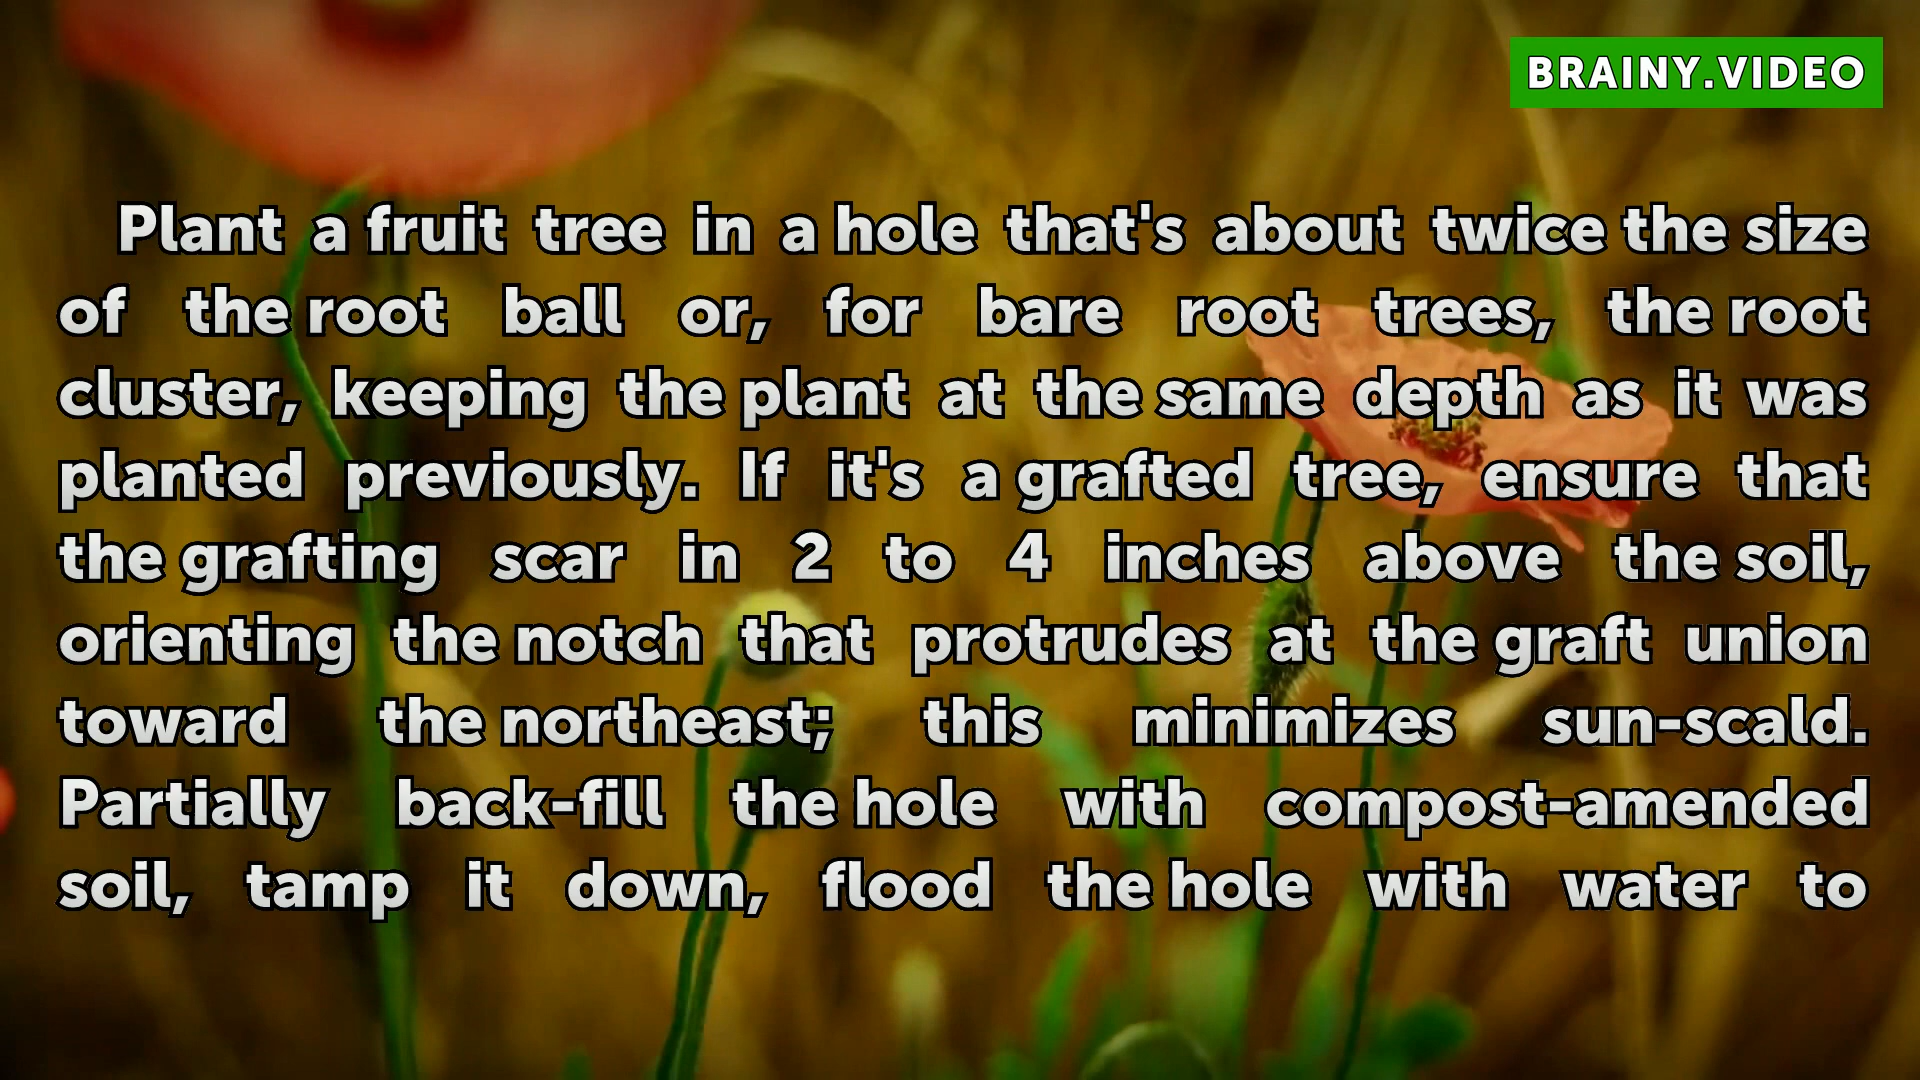 BRAINY.VIDEO
Plant a fruit tree in a hole that's about twice the size
of the root ball or, for bare root trees, the root
cluster, keeping the plant at the same depth as it was
planted previously. If it's a grafted tree, ensure that
the grafting scar in 2 to 4 inches above the soil,
orienting the notch that protrudes at the graft union
toward the northeast; this minimizes sun-scald.
Partially back-fill the hole with compost-amended
soil, tamp it down, flood the hole with water to